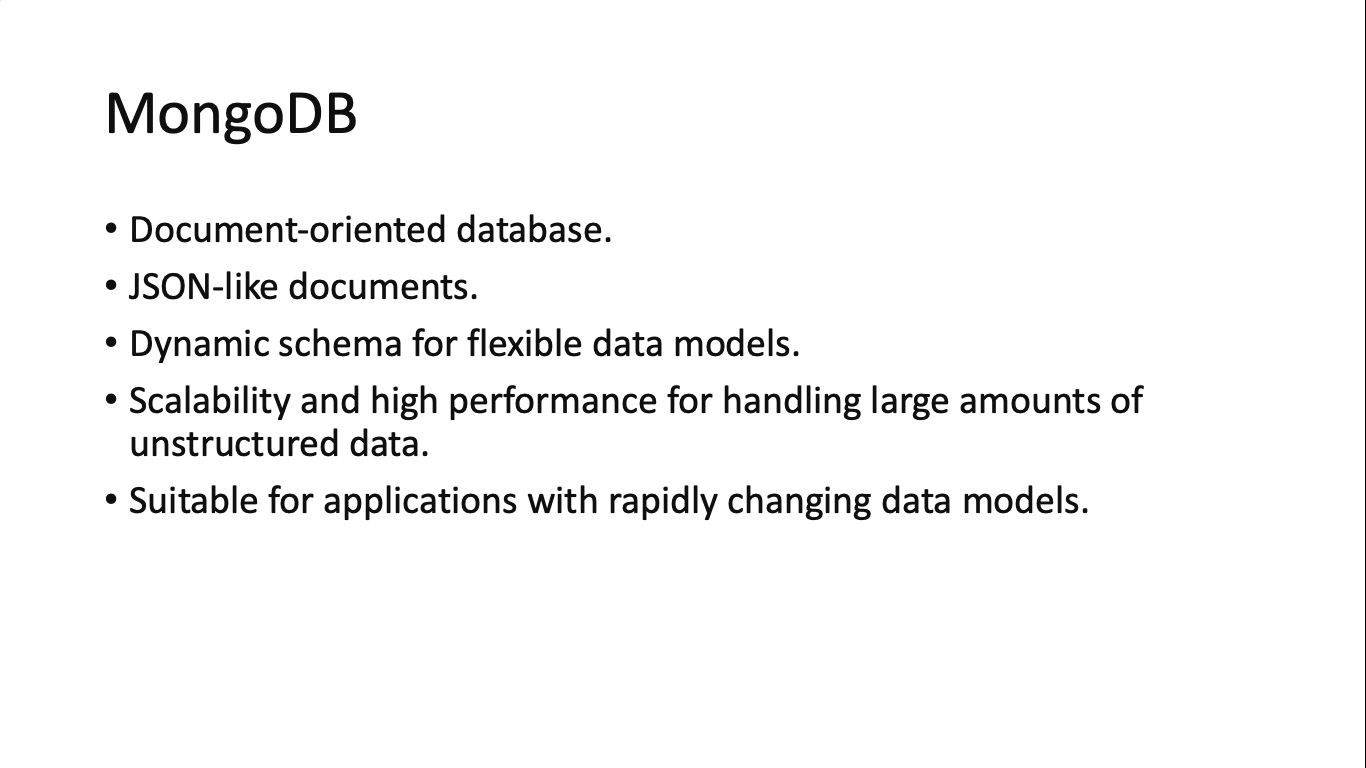 MongoDB
• Document-oriented database.
• JSON-like documents.
• Dynamic schema for flexible data models.
• Scalability and high performance for handling large amounts of
unstructured data.
• Suitable for applications with rapidly changing data models.